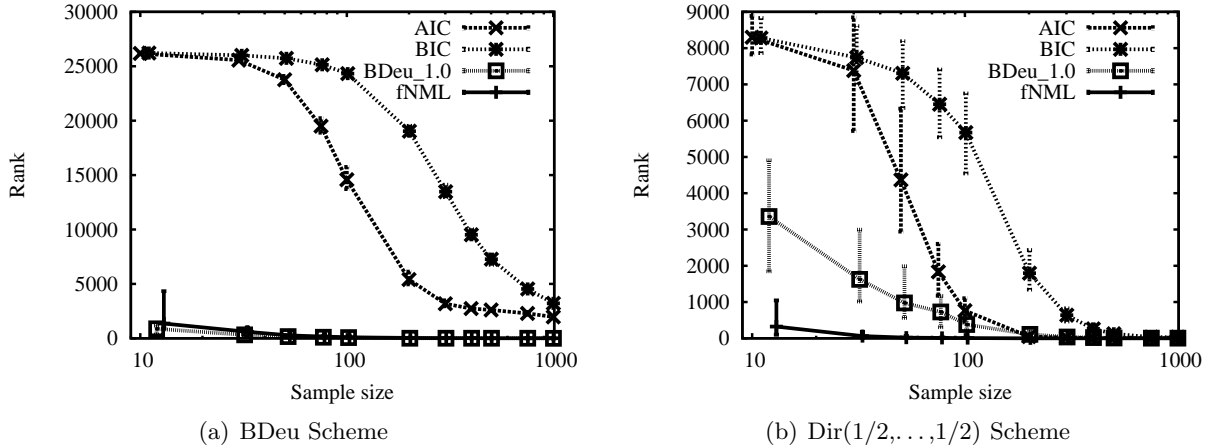 30000
25000
20000
15000
10000
5000
0
Rank
10
100
1000
Sample size
AIC
BIC
BDeu_1.0
fNML
(a) BDeu Scheme
9000
8000
7000
6000
5000
4000
3000
2000
1000
0
Rank
10
100
1000
Sample size
AIC
BIC
BDeu_1.0
fNML
(b) Dir(1/2,...,1/2) Scheme